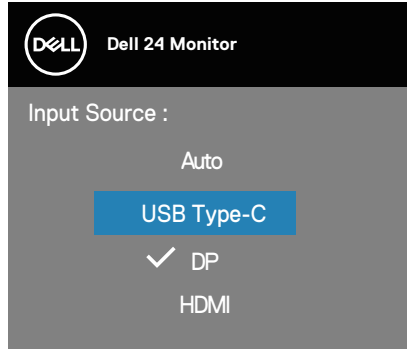 DELL
Dell 24 Monitor
Input Source :
Auto
USB Type-C
DP
HDMI